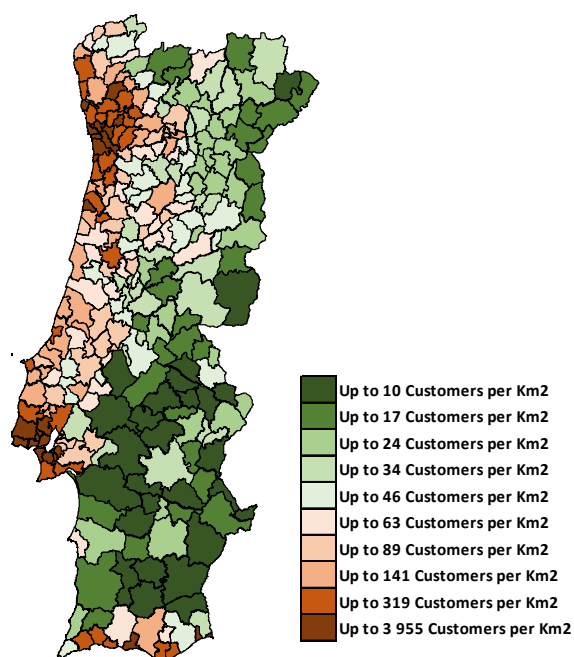 Up to 10 Customers per Km2
Up to 17 Customers per Km2
Up to 24 Customers per Km2
Up to 34 Customers per Km2
Up to 46 Customers per Km2
Up to 63 Customers per Km2
Up to 89 Customers per Km2
Up to 141 Customers per Km2
Up to 319 Customers per Km2
Up to 3 955 Customers per Km2